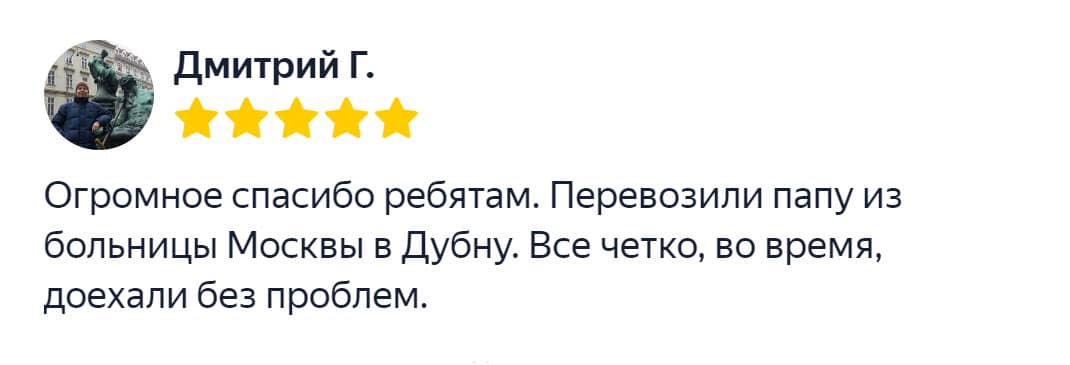 Дмитрий Г.
Огромное спасибо ребятам. Перевозили папу из
больницы Москвы в Дубну. Все четко, во время,
доехали без проблем.